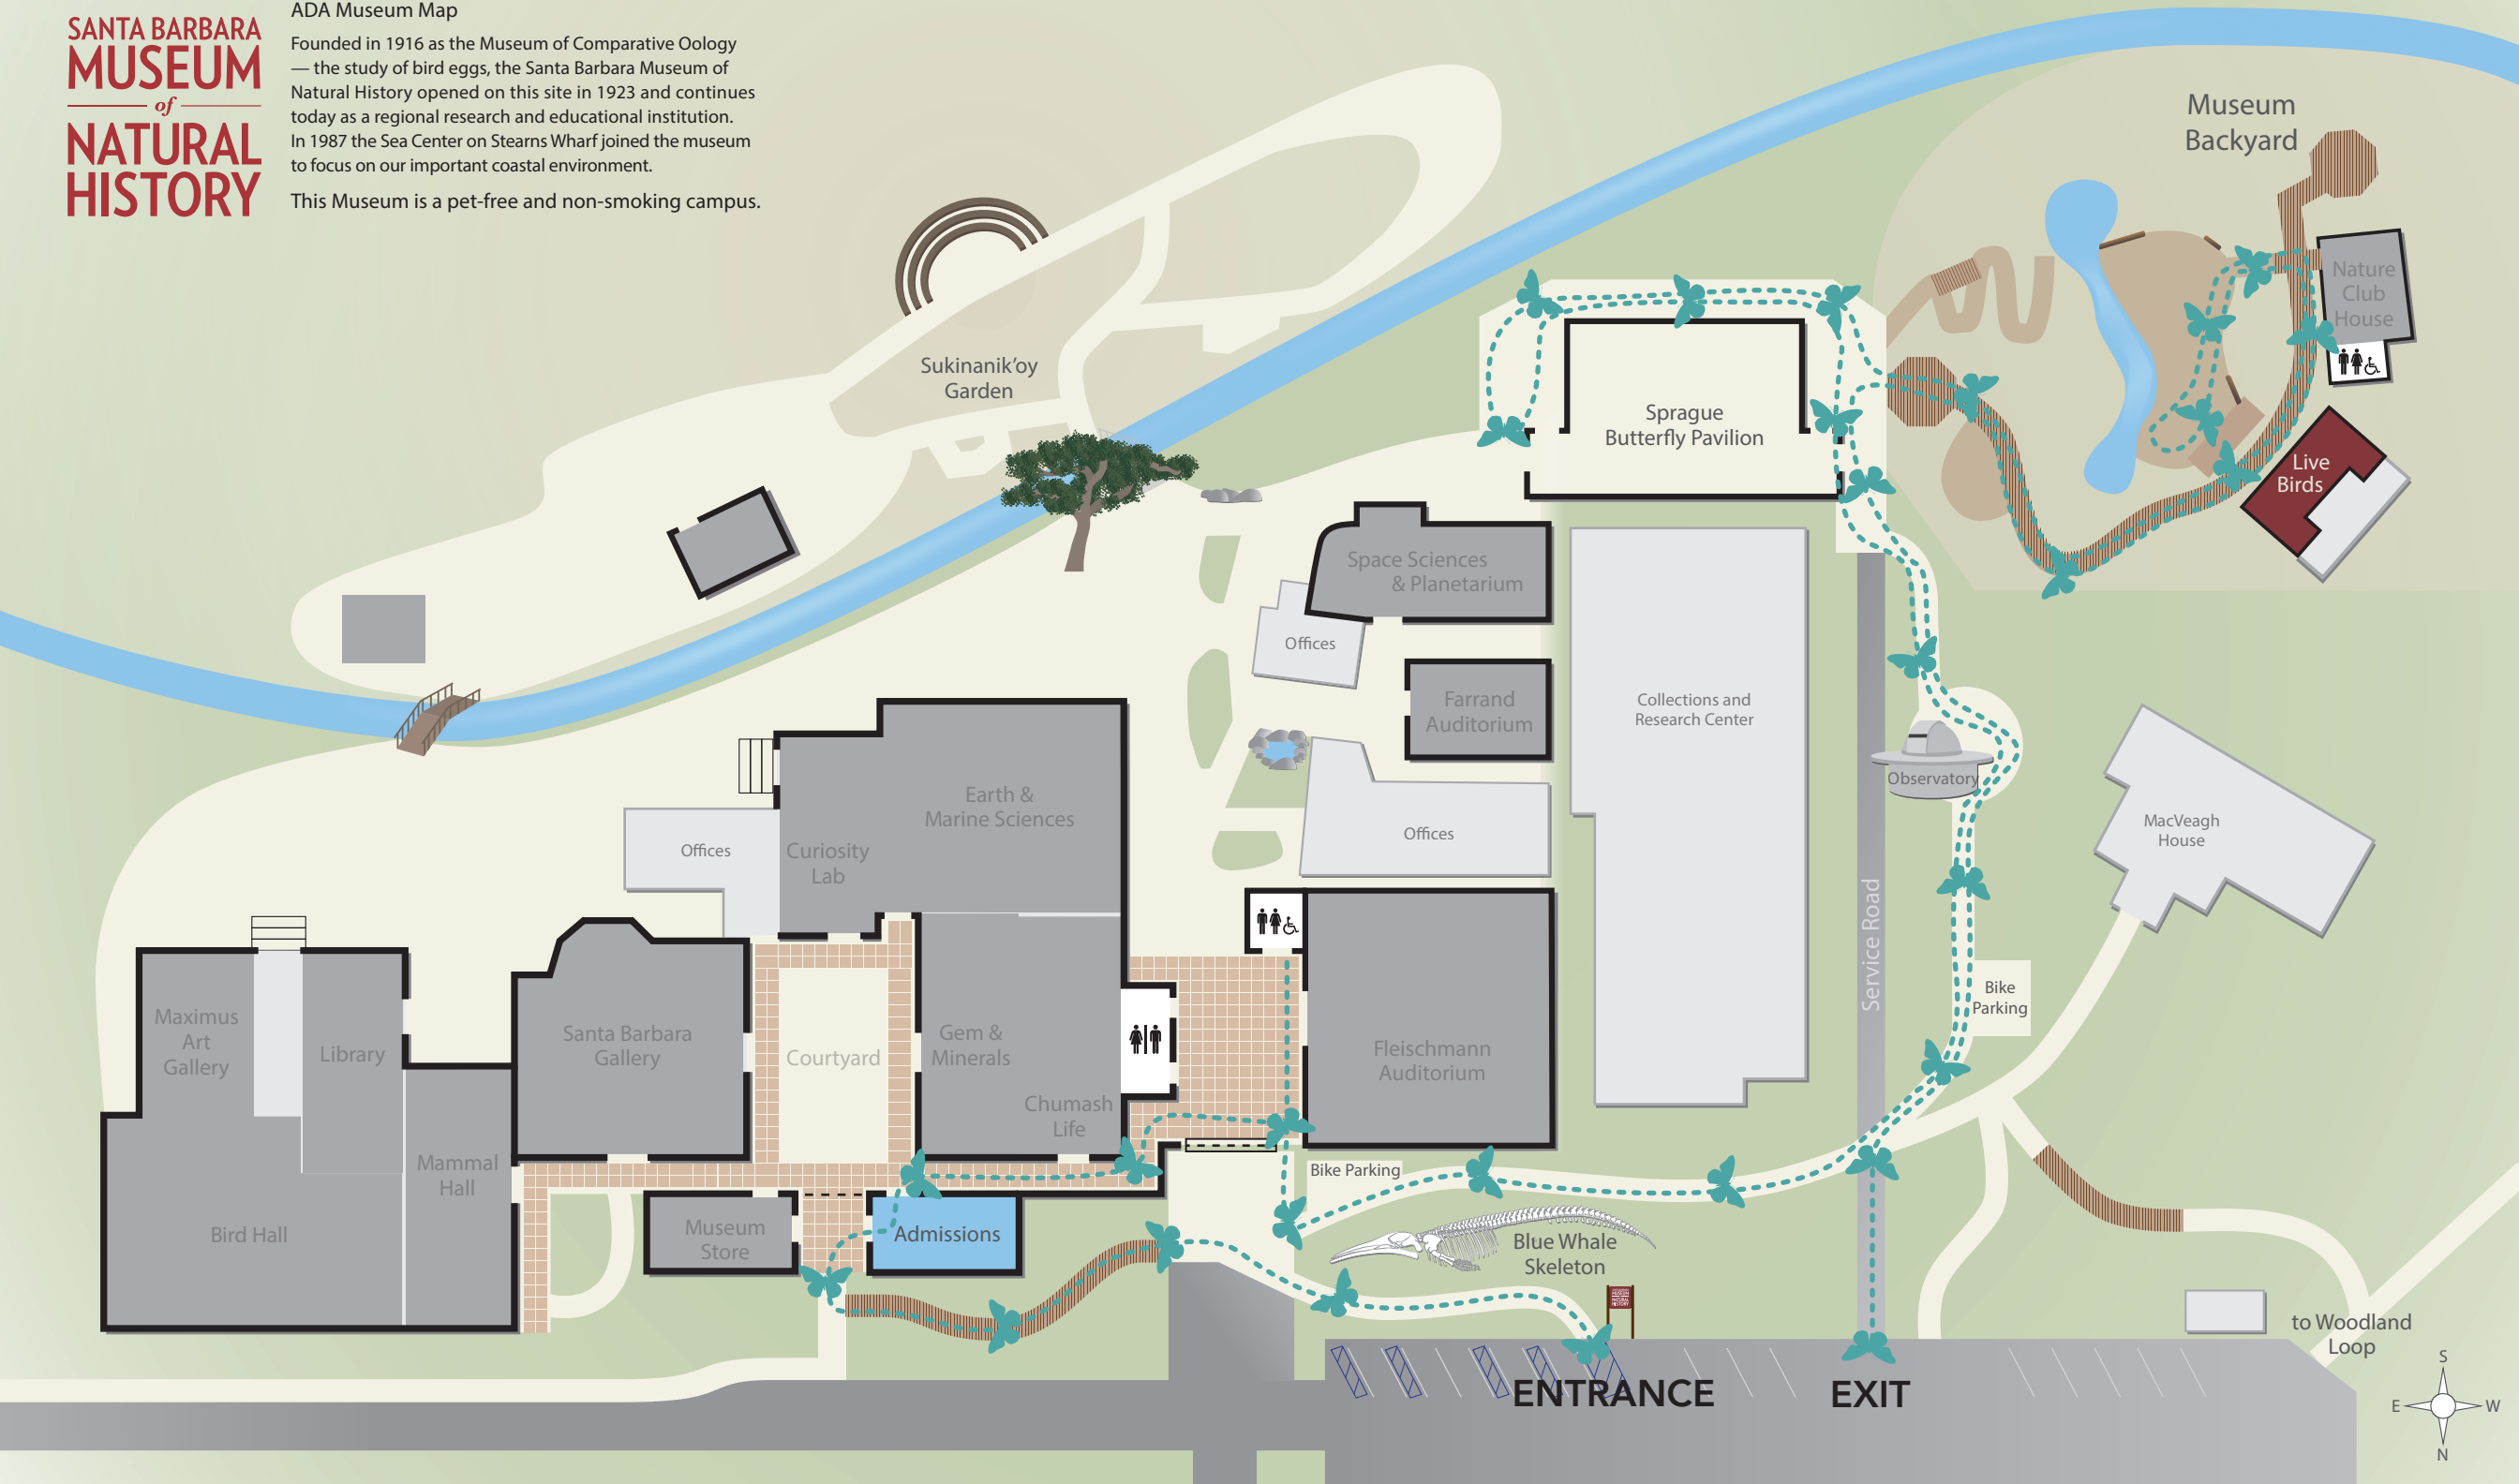 SANTA BARBARA
MUSEUM
of
NATURAL
HISTORY
ADA Museum Map
Founded in 1916 as the Museum of Comparative Oology
— the study of bird eggs, the Santa Barbara Museum of
Natural History opened on this site in 1923 and continues
today as a regional research and educational institution.
In 1987 the Sea Center on Stearns Wharf joined the museum
to focus on our important coastal environment.
This Museum is a pet-free and non-smoking campus.
Museum
Backyard
Nature
Club
House
Sukinanik’oy
Garden
Sprague
Butterfly Pavilion
Live
Birds
Space Sciences
& Planetarium
Offices
Farrand
Auditorium
Collections and
Research Center
Observatory
MacVeagh
House
Earth &
Marine Sciences
Offices
Curiosity
Lab
Offices
Service Road
Bike
Parking
Maximus
Art
Gallery
Library
Santa Barbara
Gallery
Courtyard
Gem &
Minerals
Fleischmann
Auditorium
Chumash
Life
Mammal
Hall
Bike Parking
Bird Hall
Museum
Store
Admissions
Blue Whale
Skeleton
SANTA BARBARA
MUSEUM
NATURAL
HISTORY
to Woodland
Loop
ENTRANCE
EXIT
S
E
W
N